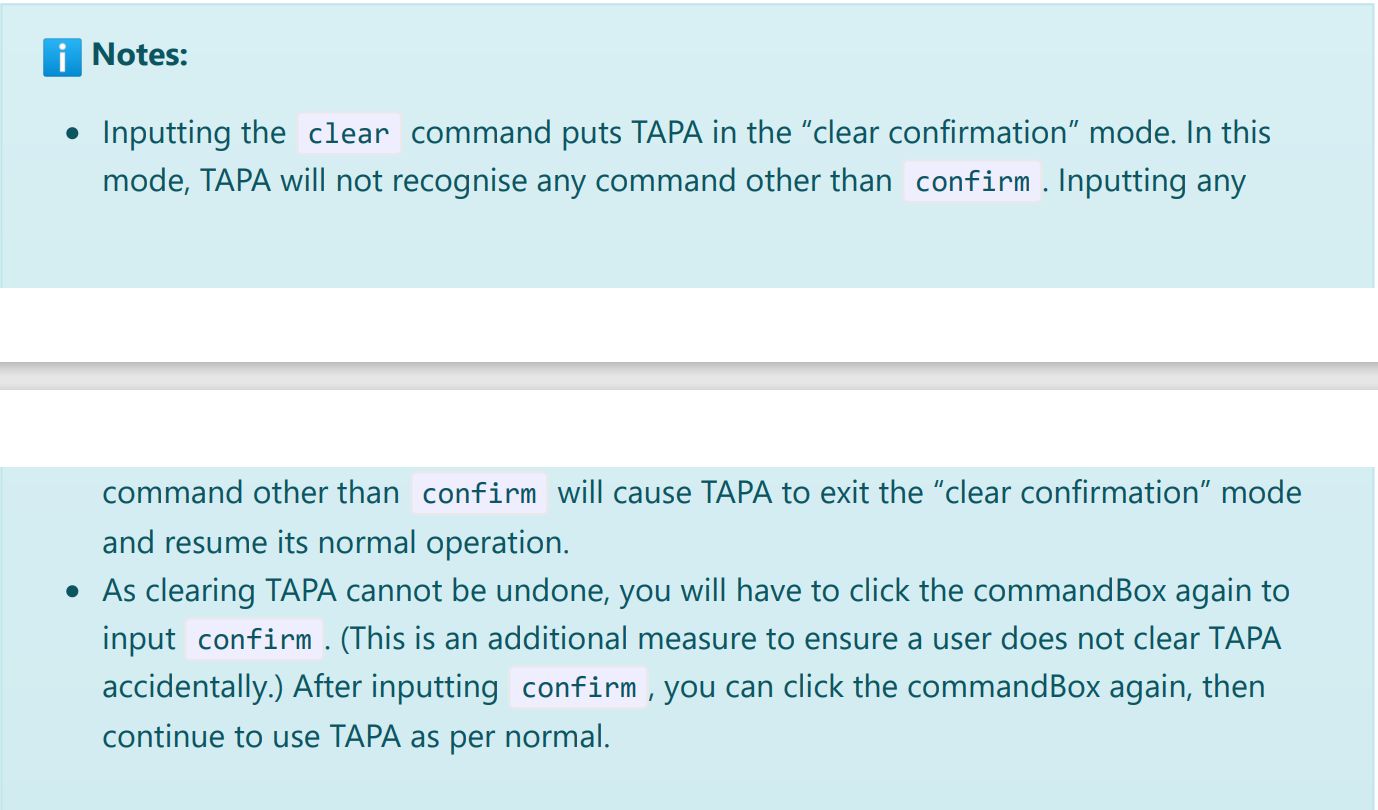 Notes:
• Inputting the clear command puts TAPA in the “clear confirmation” mode. In this
mode, TAPA will not recognise any command other than confirm. Inputting any
command other than confirm will cause TAPA to exit the “clear confirmation” mode
and resume its normal operation.
• As clearing TAPA cannot be undone, you will have to click the commandBox again to
input confirm. (This is an additional measure to ensure a user does not clear TAPA
accidentally.) After inputting confirm, you can click the commandBox again, then
continue to use TAPA as per normal.